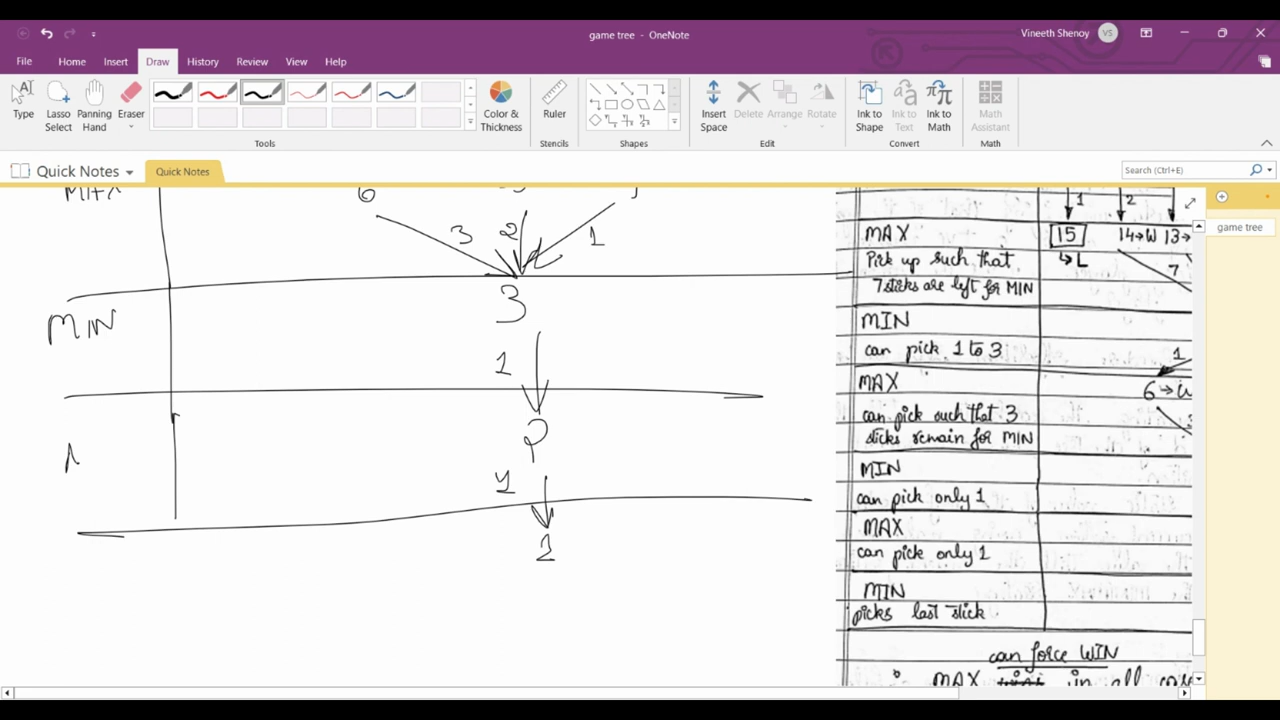 game tree - OneNote
Vineeth Shenoy
VS
File Home Insert Draw History Review View Help
Type
Lasso Select
Panning Hand
Eraser
Color & Thickness
Ruler
Insert Space
Delete
Arrange
Rotate
Ink to Shape
Ink to Text
Ink to Math
Math Assistant
Tools
Stencils
Shapes
Edit
Convert
Math
Quick Notes
Quick Notes
Search (Ctrl+E)
game tree
6
3 2 1
MIN
3
1
2
1
1
1 2
MAX
15 14→W 13→
Pick up such that
↳L
7 sticks are left for MIN
7
MIN
can pick 1 to 3
1
MAX
6→W
can pick such that 3
sticks remain for MIN
MIN
can pick only 1
MAX
can pick only 1
MIN
picks last stick
can force WIN
∴ MAX in all